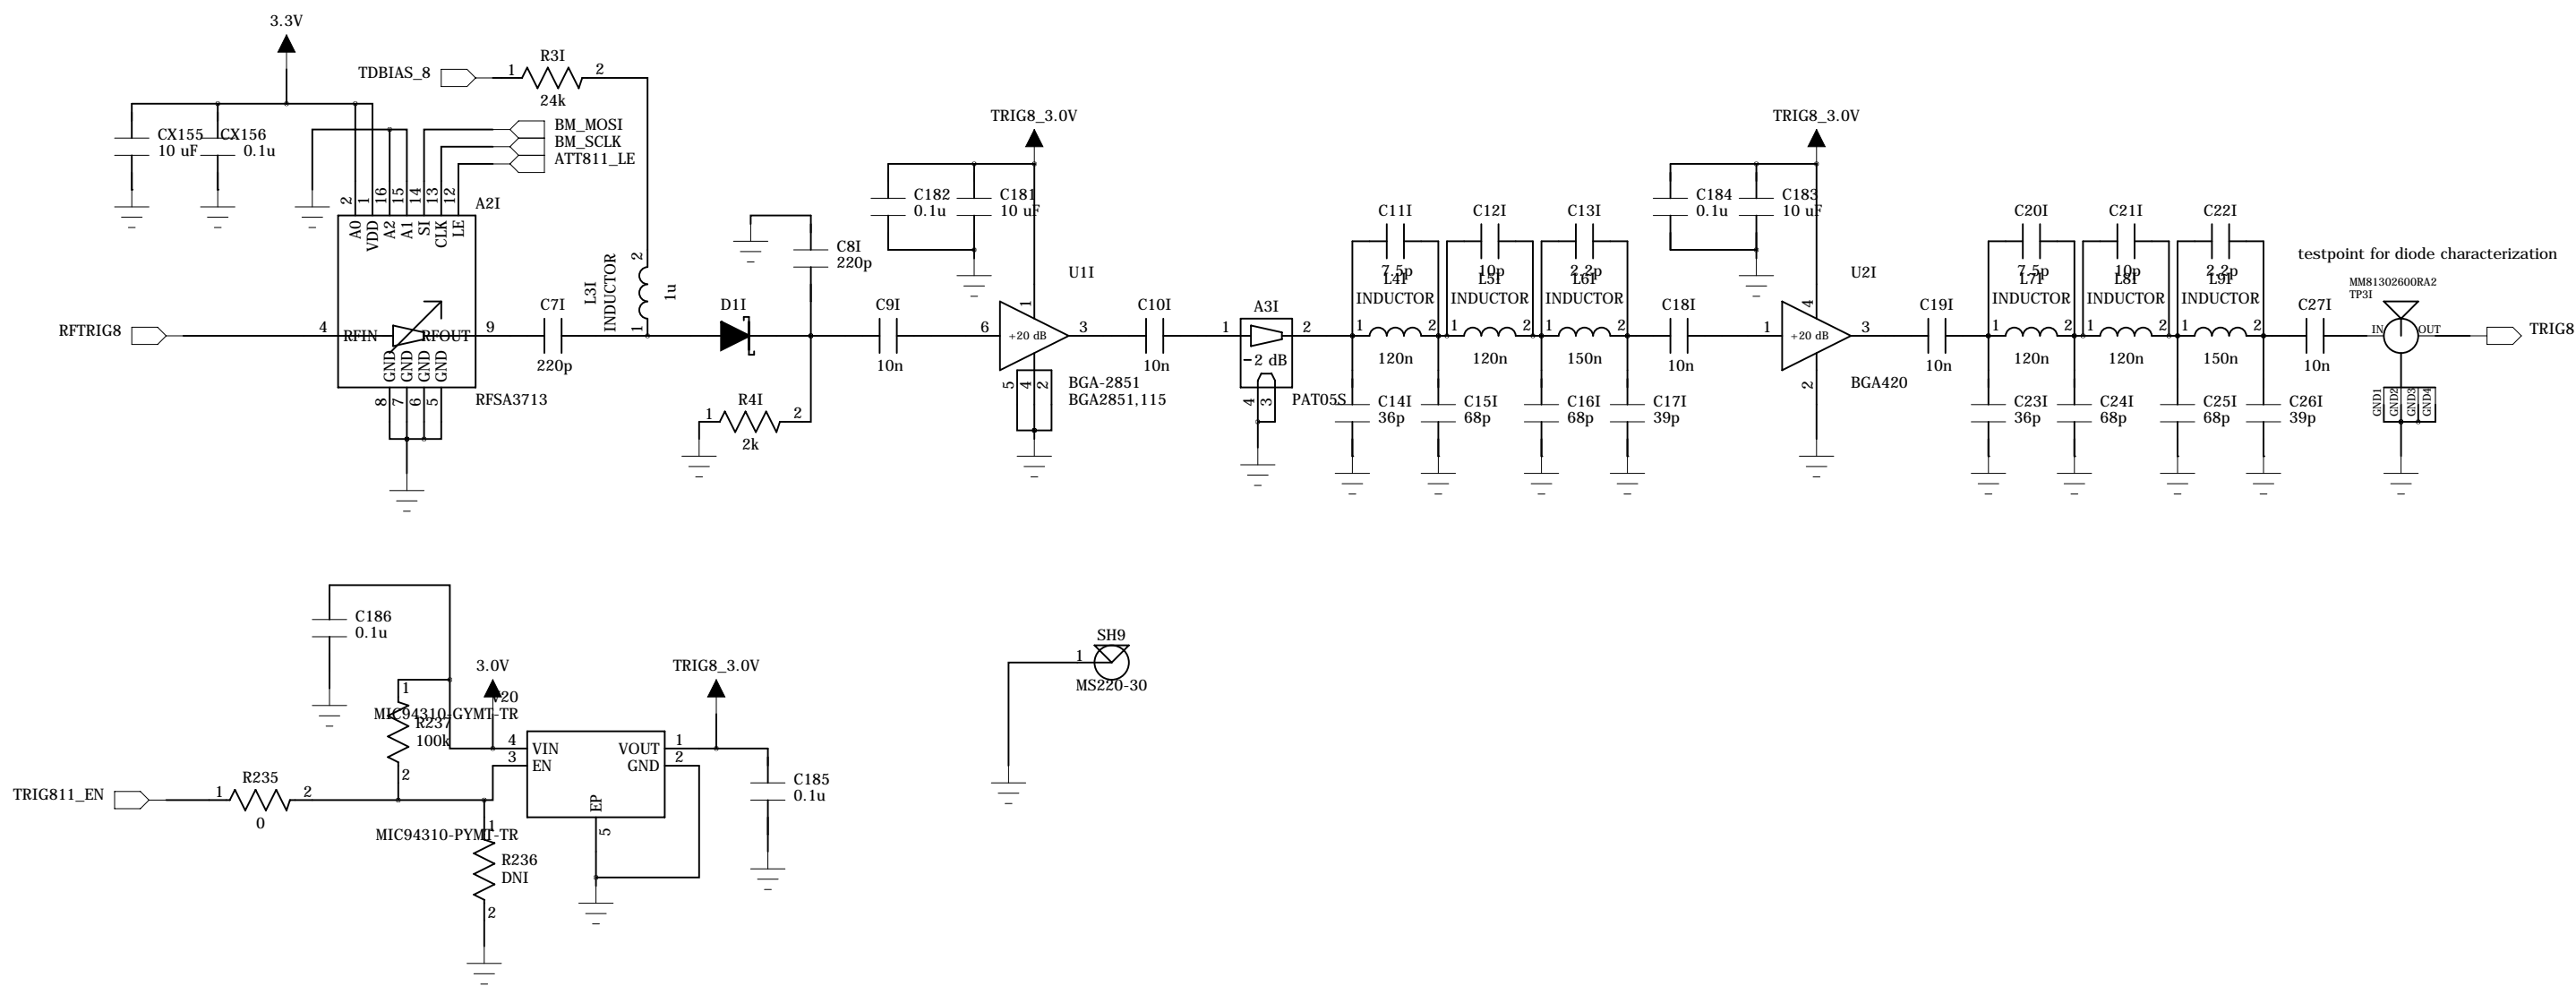 3.3V
TDBIAS_8
1
R3I
2
24k
CX155
10 uF
CX156
0.1u
BM_MOSI
BM_SCLK
ATT811_LE
2
1
16
15
14
13
12
A2I
A0
VDD
A2
A1
SI
CLK
LE
RFTRIG8
4
RFIN
RFOUT
9
GND
GND
GND
GND
8
7
6
5
RFSA3713
C7I
220p
L3I
INDUCTOR
2
1
1u
D1I
C8I
220p
1
R4I
2
2k
C9I
10n
TRIG8_3.0V
C182
0.1u
C181
10 uF
U1I
1
6
+20 dB
3
5
4
2
BGA-2851
BGA2851,115
C10I
10n
A3I
1
2
−2 dB
4
3
PAT05S
C11I
7.5p
L4I
INDUCTOR
1
2
120n
C12I
10p
L5I
INDUCTOR
1
2
120n
C13I
2.2p
L6I
INDUCTOR
1
2
150n
C14I
36p
C15I
68p
C16I
68p
C17I
39p
C18I
10n
TRIG8_3.0V
C184
0.1u
C183
10 uF
U2I
4
1
+20 dB
3
2
BGA420
C19I
10n
C20I
7.5p
L7I
INDUCTOR
1
2
120n
C21I
10p
L8I
INDUCTOR
1
2
120n
C22I
2.2p
L9I
INDUCTOR
1
2
150n
C23I
36p
C24I
68p
C25I
68p
C26I
39p
C27I
10n
testpoint for diode characterization
MM81302600RA2
TP3I
IN
OUT
GND1
GND2
GND3
GND4
TRIG8
C186
0.1u
3.0V
V20
MIC94310-GYMT-TR
1
R237
100k
2
TRIG811_EN
1
R235
2
0
4
3
VIN
EN
VOUT
GND
EP
1
2
5
TRIG8_3.0V
C185
0.1u
MIC94310-PYMT-TR
1
R236
DNI
2
SH9
1
MS220-30